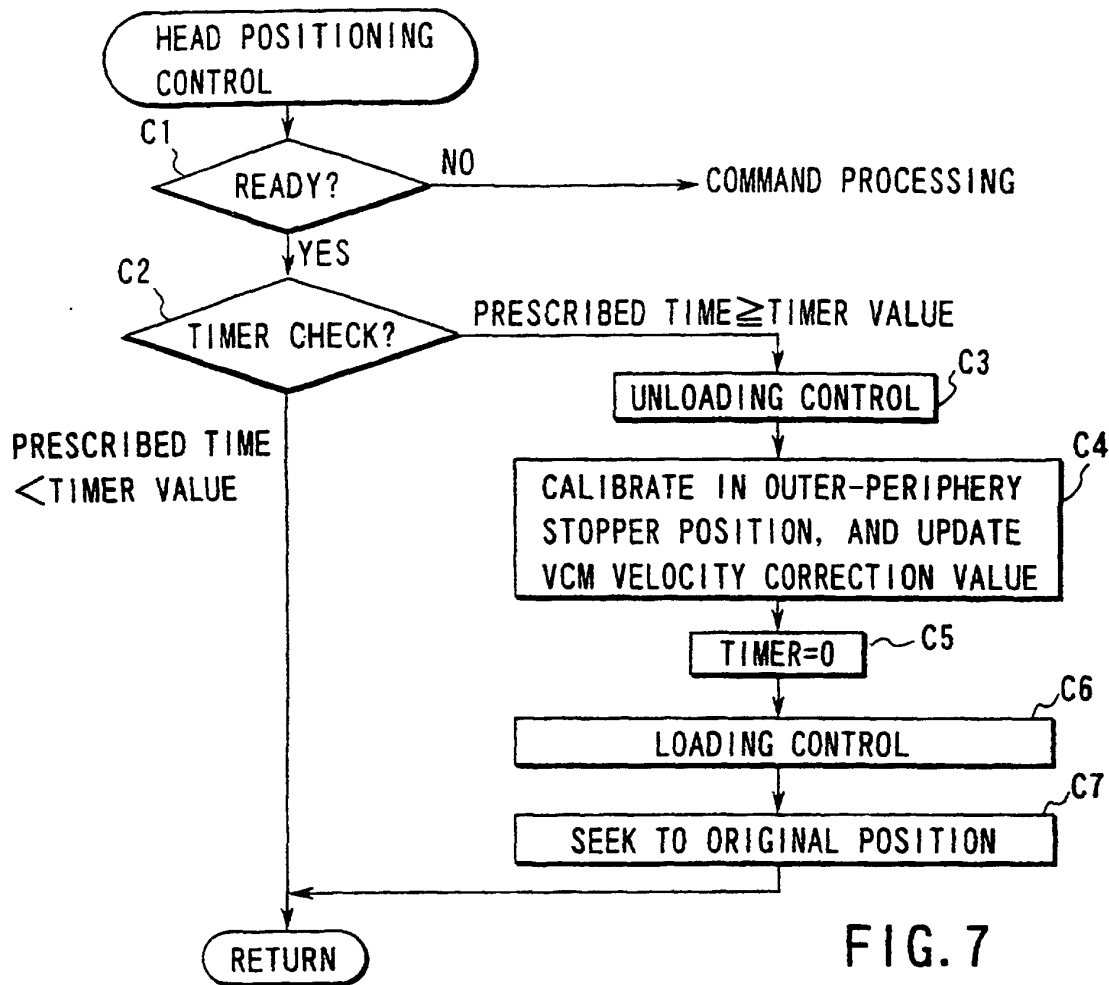 HEAD POSITIONING
CONTROL
C1
READY?
NO
COMMAND PROCESSING
YES
C2
TIMER CHECK?
PRESCRIBED TIME≧TIMER VALUE
C3
UNLOADING CONTROL
PRESCRIBED TIME
<TIMER VALUE
C4
CALIBRATE IN OUTER-PERIPHERY
STOPPER POSITION, AND UPDATE
VCM VELOCITY CORRECTION VALUE
C5
TIMER=0
C6
LOADING CONTROL
C7
SEEK TO ORIGINAL POSITION
RETURN
FIG. 7